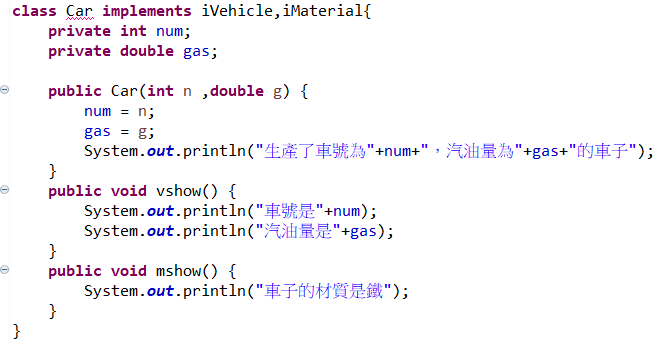 class Car implements iVehicle,iMaterial{
private int num;
private double gas;
public Car(int n ,double g) {
num = n;
gas = g;
System.out.println("生產了車號為"+num+"，汽油量為"+gas+"的車子");
}
public void vshow() {
System.out.println("車號是"+num);
System.out.println("汽油量是"+gas);
}
public void mshow() {
System.out.println("車子的材質是鐵");
}
}